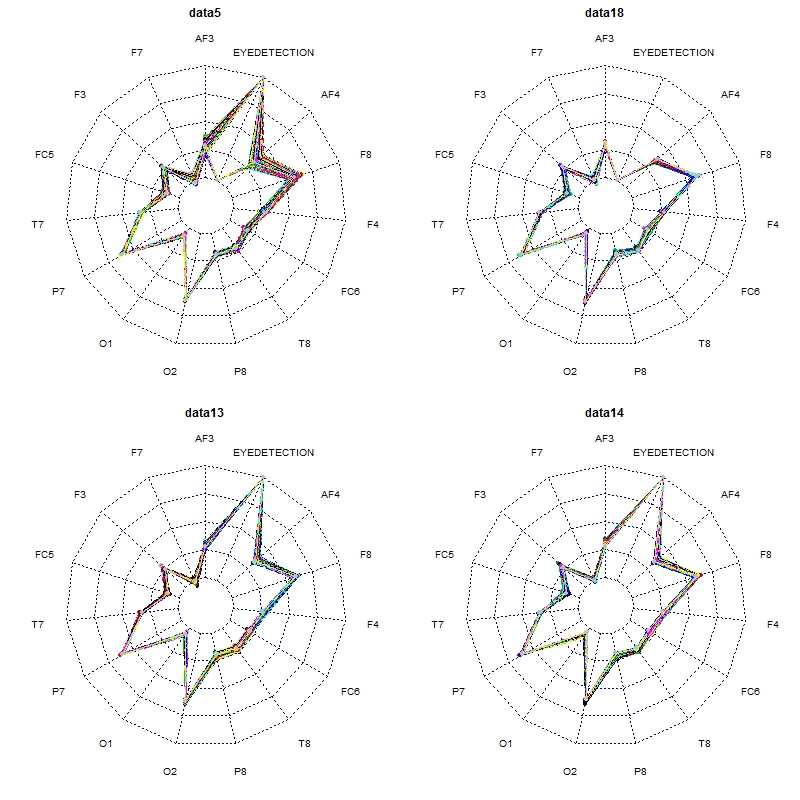 data5
AF3
F7
EYEDETECTION
F3
AF4
FC5
F8
T7
F4
P7
FC6
O1
T8
O2
P8
data18
AF3
F7
EYEDETECTION
F3
AF4
FC5
F8
T7
F4
P7
FC6
O1
T8
O2
P8
data13
AF3
F7
EYEDETECTION
F3
AF4
FC5
F8
T7
F4
P7
FC6
O1
T8
O2
P8
data14
AF3
F7
EYEDETECTION
F3
AF4
FC5
F8
T7
F4
P7
FC6
O1
T8
O2
P8